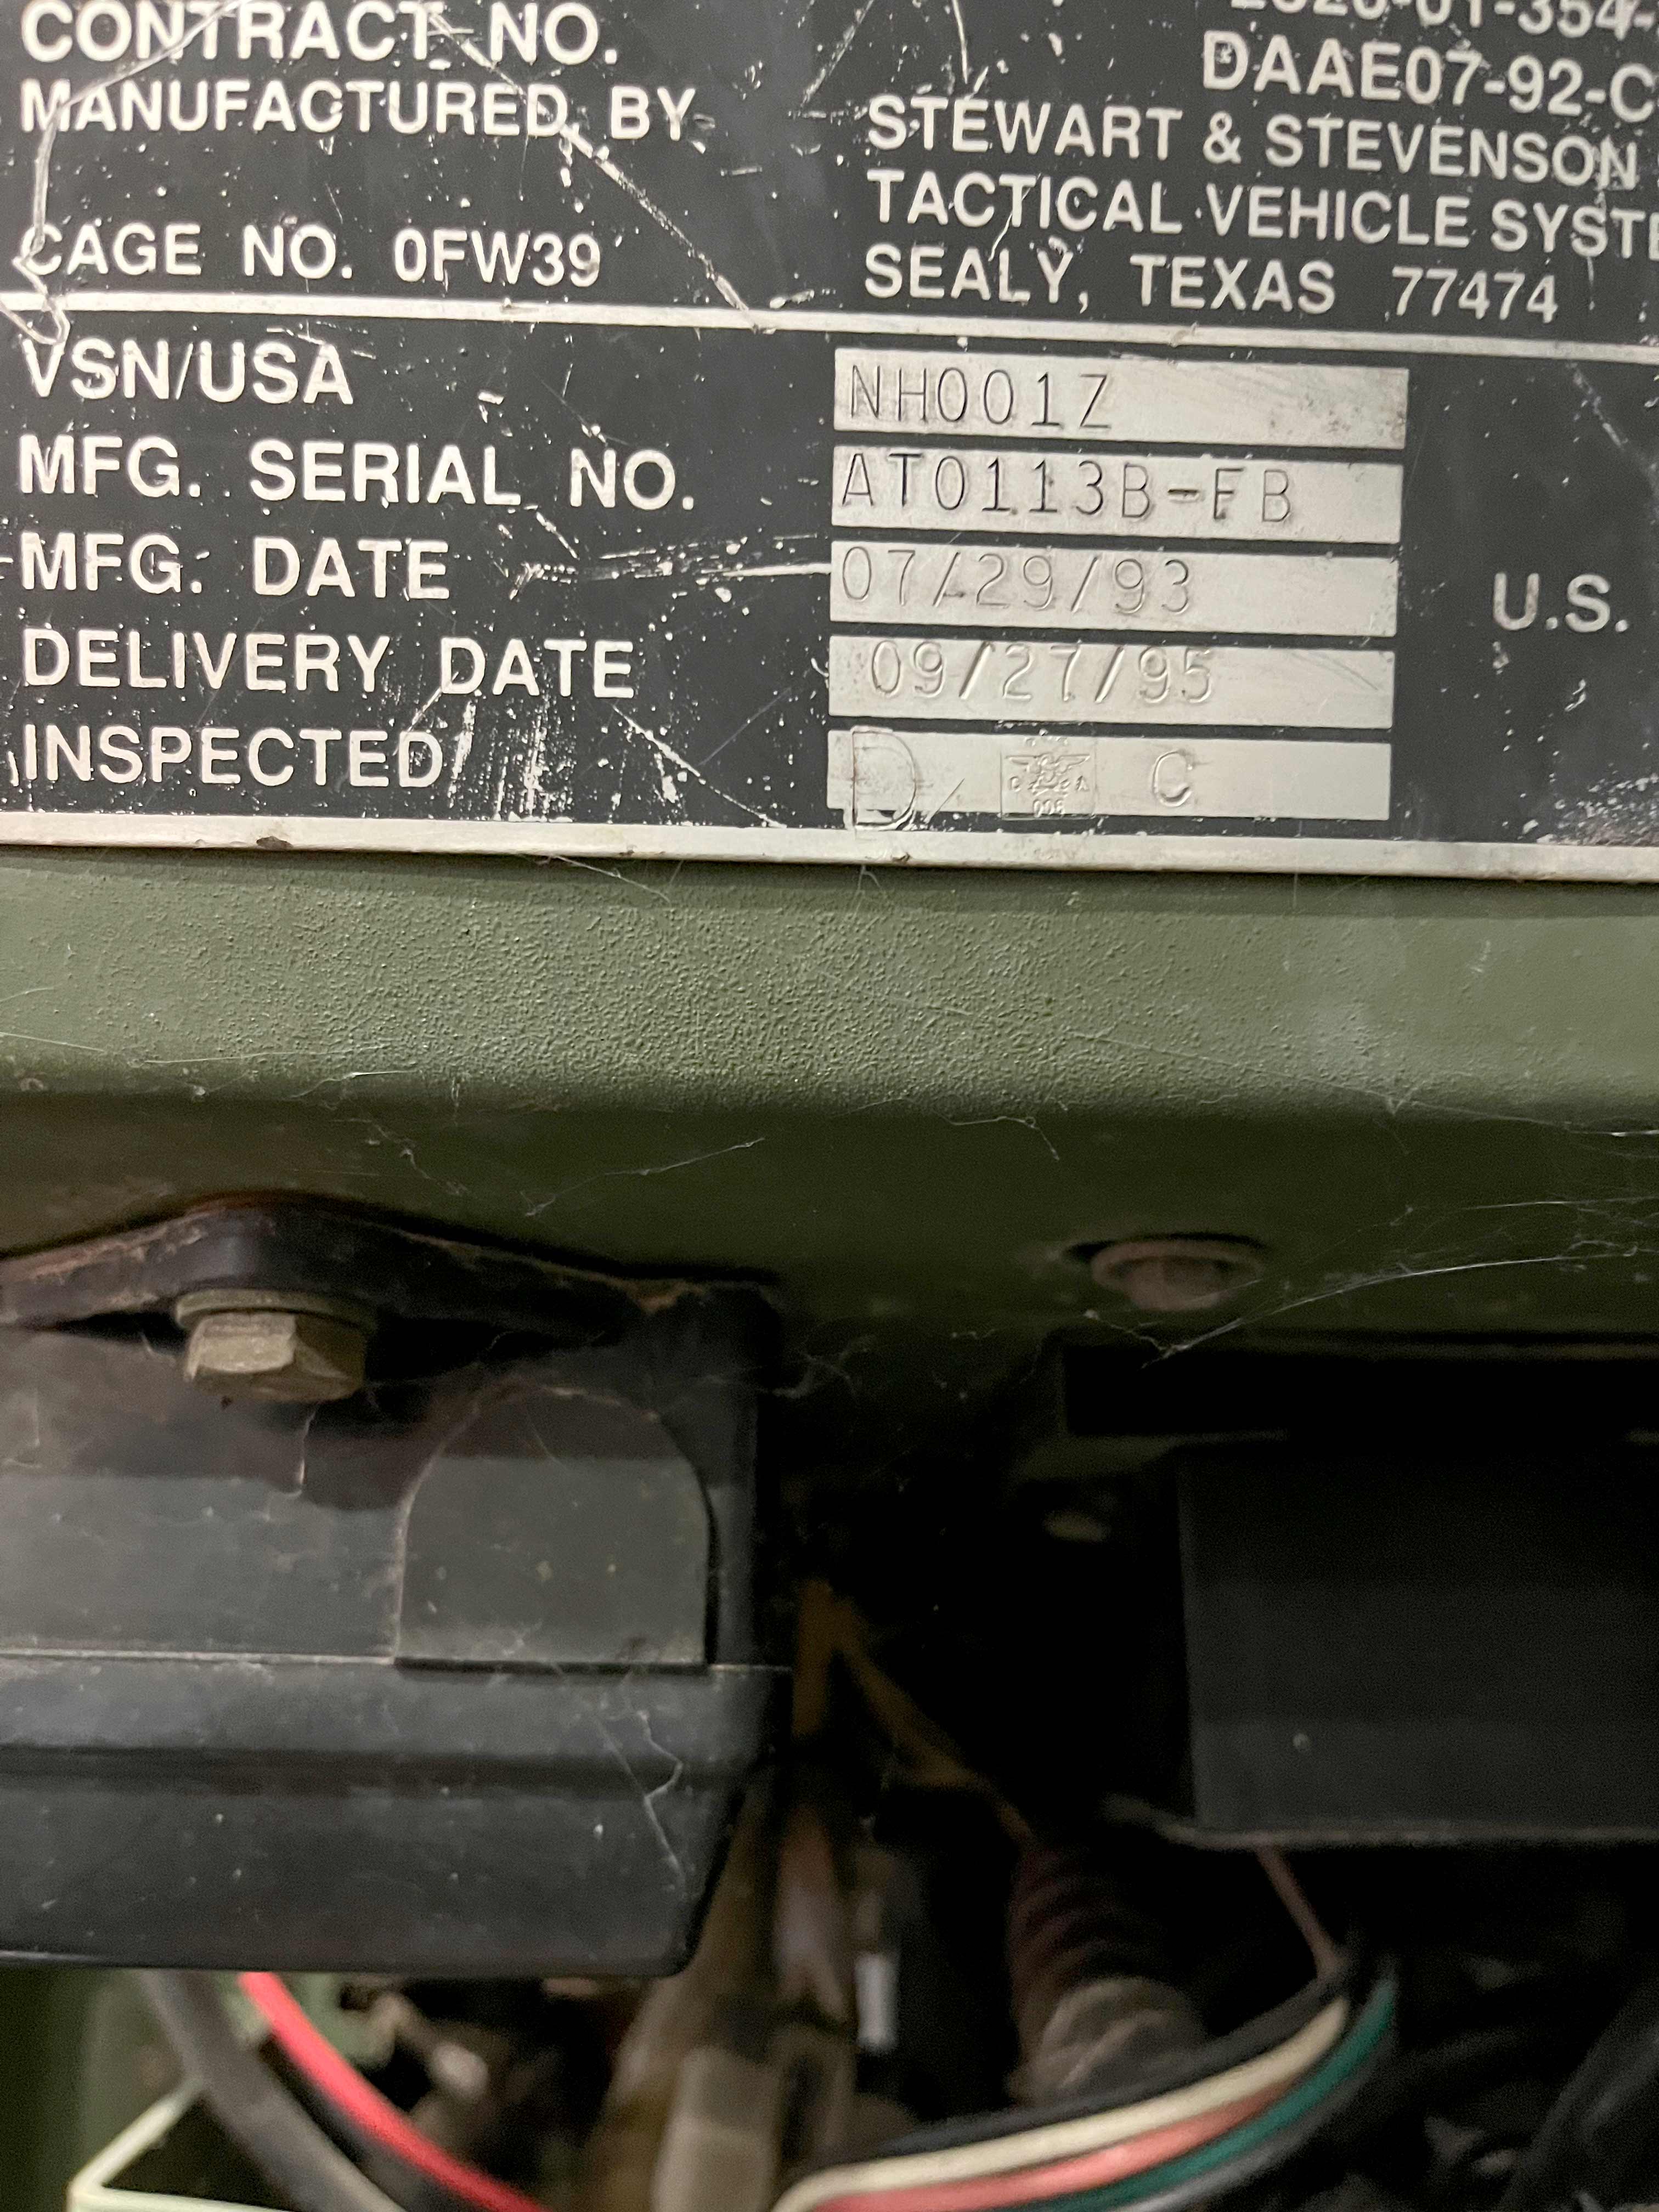 CONTRACT NO. DAAE07-92-C
MANUFACTURED BY STEWART & STEVENSON
TACTICAL VEHICLE SYSTE
CAGE NO. 0FW39 SEALY, TEXAS 77474
VSN/USA NH001Z
MFG. SERIAL NO. AT0113B-FB
MFG. DATE 07/29/93
U.S.
DELIVERY DATE 09/27/95
INSPECTED D C